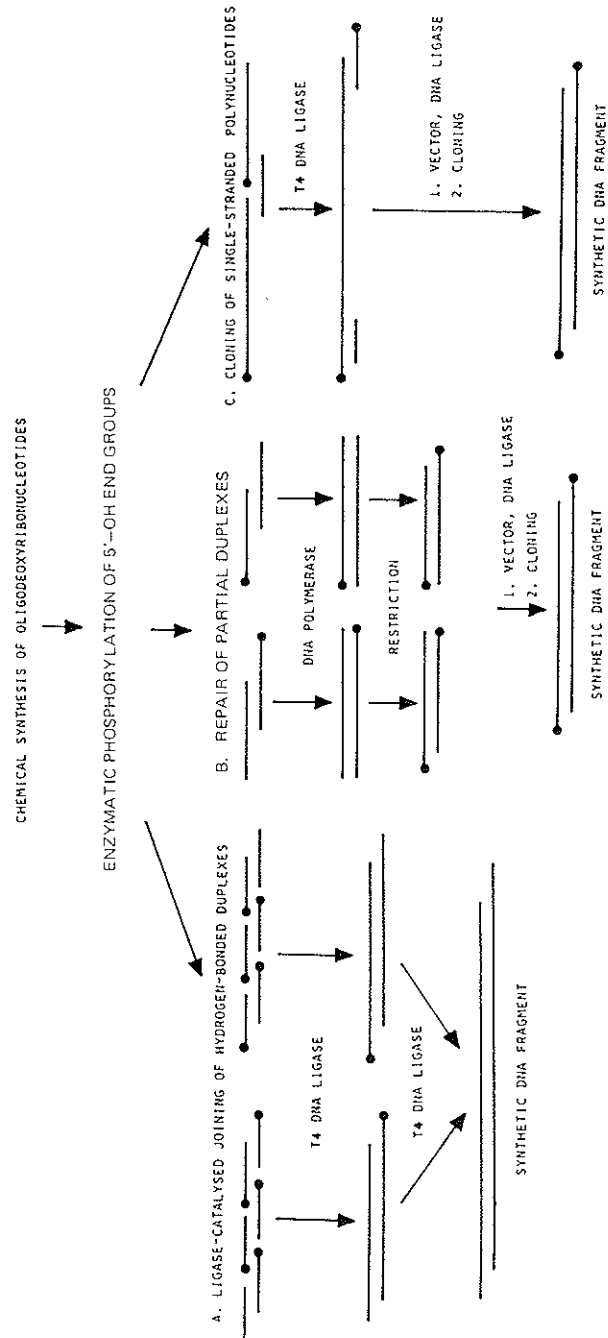 CHEMICAL SYNTHESIS OF OLIGODEOXYRIBONUCLEOTIDES
ENZYMATIC PHOSPHORYLATION OF 5'-OH END GROUPS
A. LIGASE-CATALYSED JOINING OF HYDROGEN-BONDED DUPLEXES
T4 DNA LIGASE
T4 DNA LIGASE
SYNTHETIC DNA FRAGMENT
B. REPAIR OF PARTIAL DUPLEXES
DNA POLYMERASE
RESTRICTION
1. VECTOR, DNA LIGASE
2. CLONING
SYNTHETIC DNA FRAGMENT
C. CLONING OF SINGLE-STRANDED POLYNUCLEOTIDES
T4 DNA LIGASE
1. VECTOR, DNA LIGASE
2. CLONING
SYNTHETIC DNA FRAGMENT